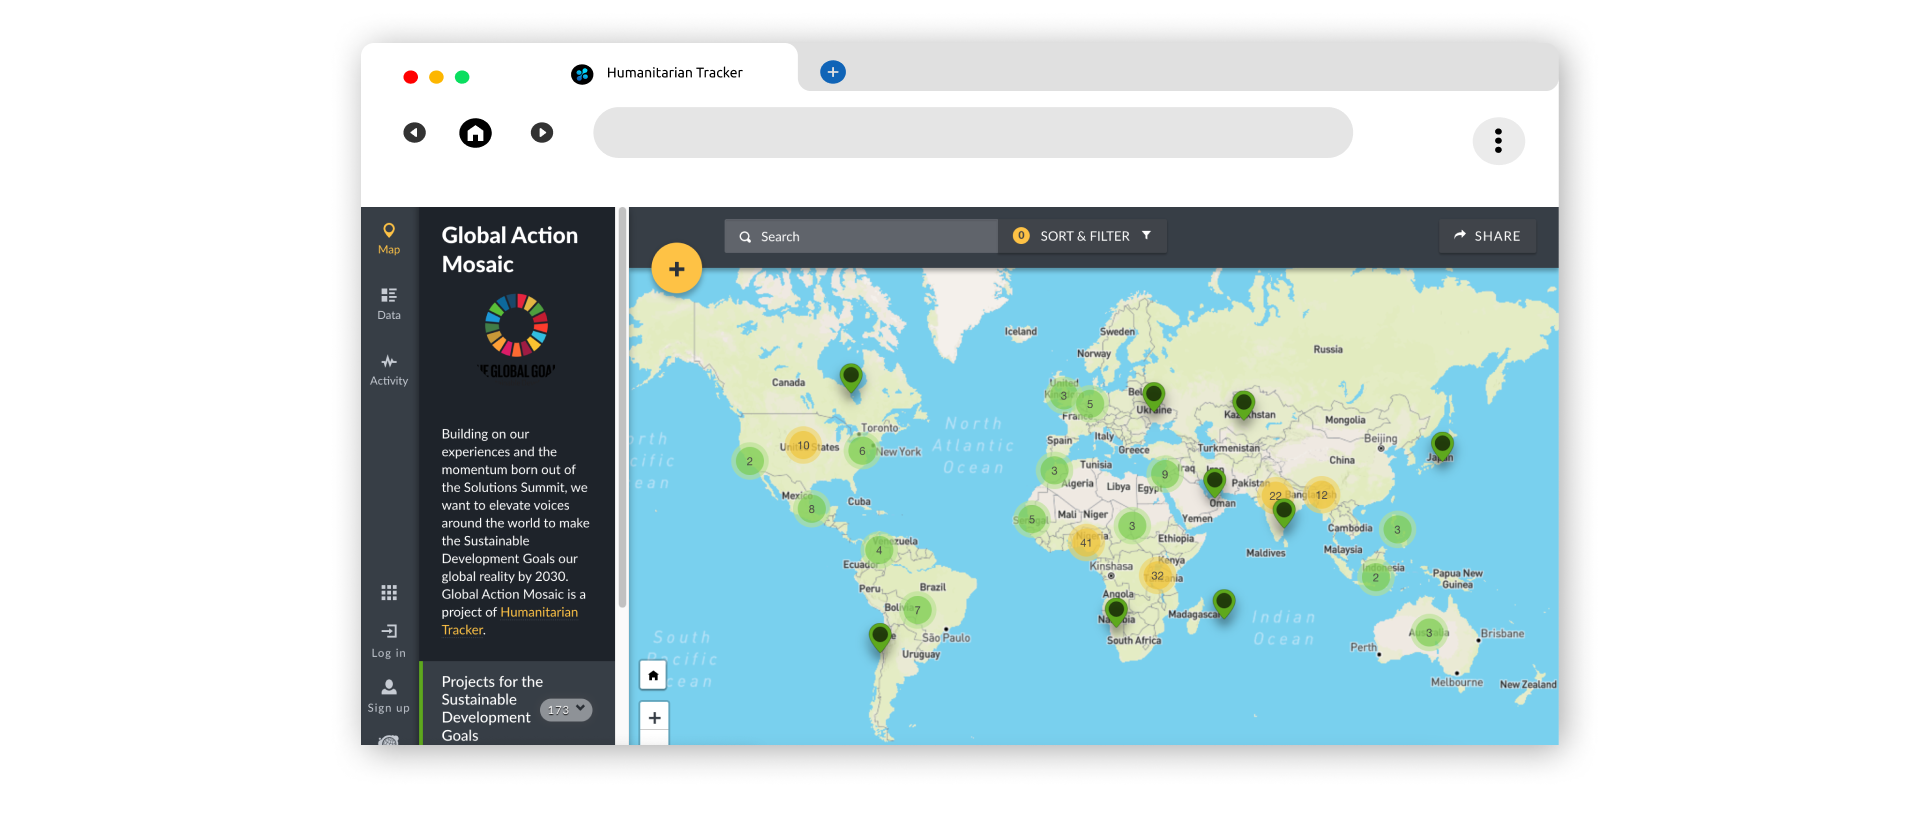 Humanitarian Tracker
Map
Data
Activity
Log in
Sign up
Global Action
Mosaic
THE GLOBAL GOA
Building on our
experiences and the
momentum born out of
the Solutions Summit, we
want to elevate voices
around the world to make
the Sustainable
Development Goals our
global reality by 2030.
Global Action Mosaic is a
project of Humanitarian
Tracker.
Projects for the
Sustainable
Development
Goals
173
Search
0 SORT & FILTER
SHARE
Iceland
Sweden
Norway
Russia
Canada
United
3
5
Ukraine
France
Mongolia
Toronto
North
Atlantic
Ocean
Spain
Italy
Greece
Turkmenistan
Beijing
China
Japan
2
10
United States
6
New York
3
Tunisia
9
Iraq
Iran
Pakistan
Algeria
Libya
Egypt
Oman
22
12
Mexico
8
Cuba
5
Senegal
Mali
Niger
3
Yemen
Cambodia
3
41
Ethiopia
Maldives
Malaysia
Venezuela
4
Ecuador
Kenya
Kinshasa
32
Tanzania
Indonesia
2
Papua New
Guinea
Peru
Brazil
Angola
Bolivia
7
Namibia
Madagascar
Indian
Ocean
South
Pacific
Ocean
São Paulo
Uruguay
South Africa
Perth
Australia
3
Brisbane
Melbourne
New Zealand